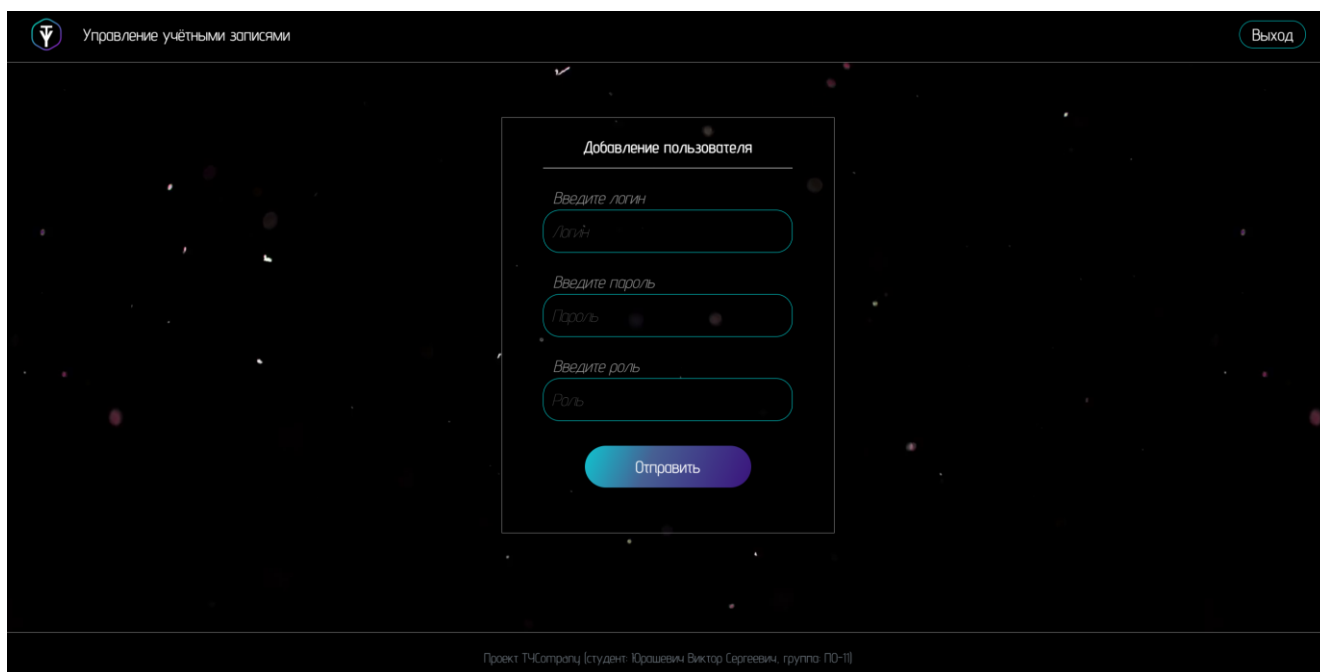 Управление учётными записями
Выход
Добавление пользователя
Введите логин
Логин
Введите пароль
Пароль
Введите роль
Роль
Отправить
Проект TYCompany (студент: Юрашевич Виктор Сергеевич, группа: ПО-11)